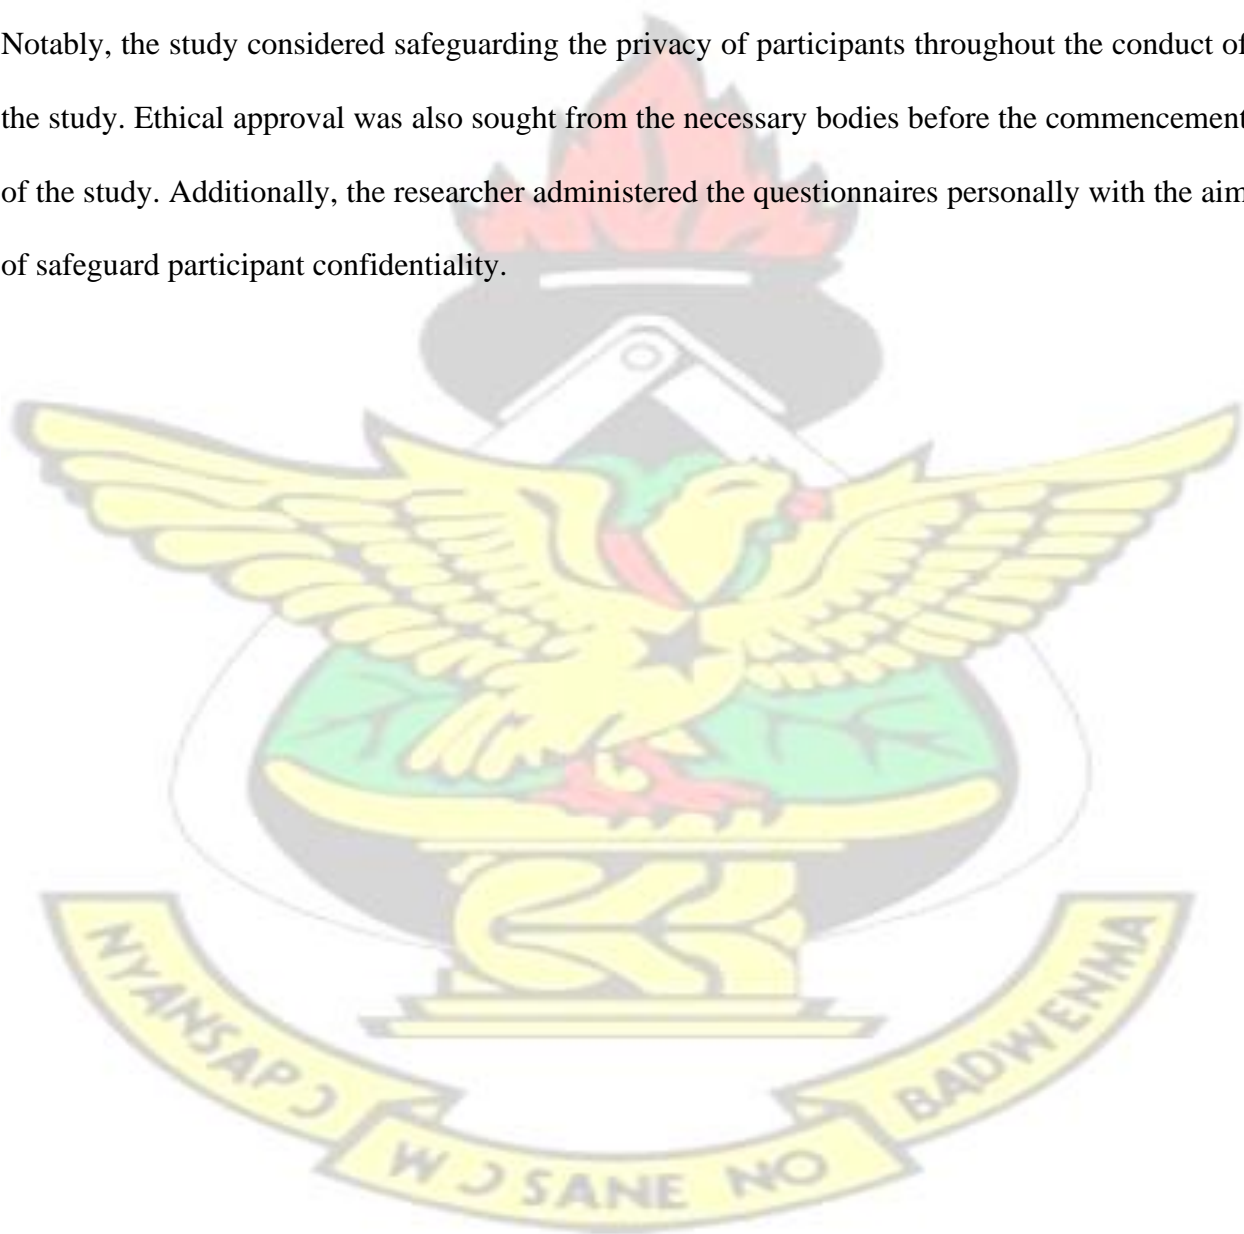 Notably, the study considered safeguarding the privacy of participants throughout the conduct of
the study. Ethical approval was also sought from the necessary bodies before the commencement
of the study. Additionally, the researcher administered the questionnaires personally with the aim
of safeguard participant confidentiality.
NYANSAPƆ
WƆ SANE NO
BADWENMA